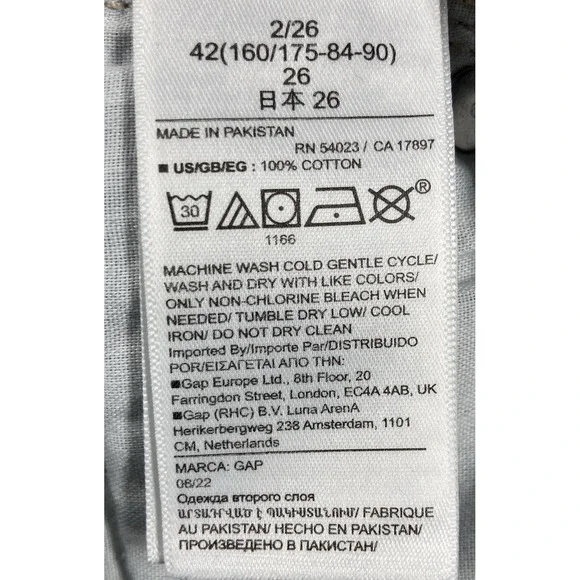 2/26
42(160/175-84-90)
26
日本 26
MADE IN PAKISTAN
RN 54023 / CA 17897
■ US/GB/EG : 100% COTTON
30
®
1166
MACHINE WASH COLD GENTLE CYCLE/
WASH AND DRY WITH LIKE COLORS/
ONLY NON-CHLORINE BLEACH WHEN
NEEDED/ TUMBLE DRY LOW/ COOL
IRON/ DO NOT DRY CLEAN
Imported By/Importe Par/DISTRIBUIDO
POR/ΕΙΣΑΓΕΤΑΙ ΑΠΟ ΤΗΝ:
■Gap Europe Ltd., 8th Floor, 20
Farringdon Street, London, EC4A 4AB, UK
■Gap (RHC) B.V. Luna ArenA
Herikerbergweg 238 Amsterdam, 1101
CM, Netherlands
MARCA: GAP
06/22
Одежда второго слоя
ԱՐՏԱԴՐՎԱԾ Է ՊԱԿԻՍՏԱՆՈՒՄ/ FABRIQUE
AU PAKISTAN/ HECHO EN PAKISTAN/
ПРОИЗВЕДЕНО В ПАКИСТАН/